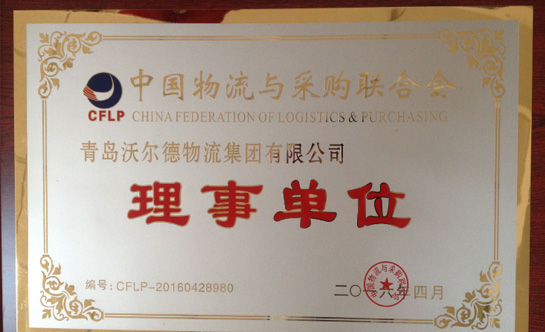 中国物流与采购联合会
CFLP
CHINA FEDERATION OF LOGISTICS & PURCHASING
青岛沃尔德物流集团有限公司
理事单位
编号:CFLP-20160428980
二〇一六年四月